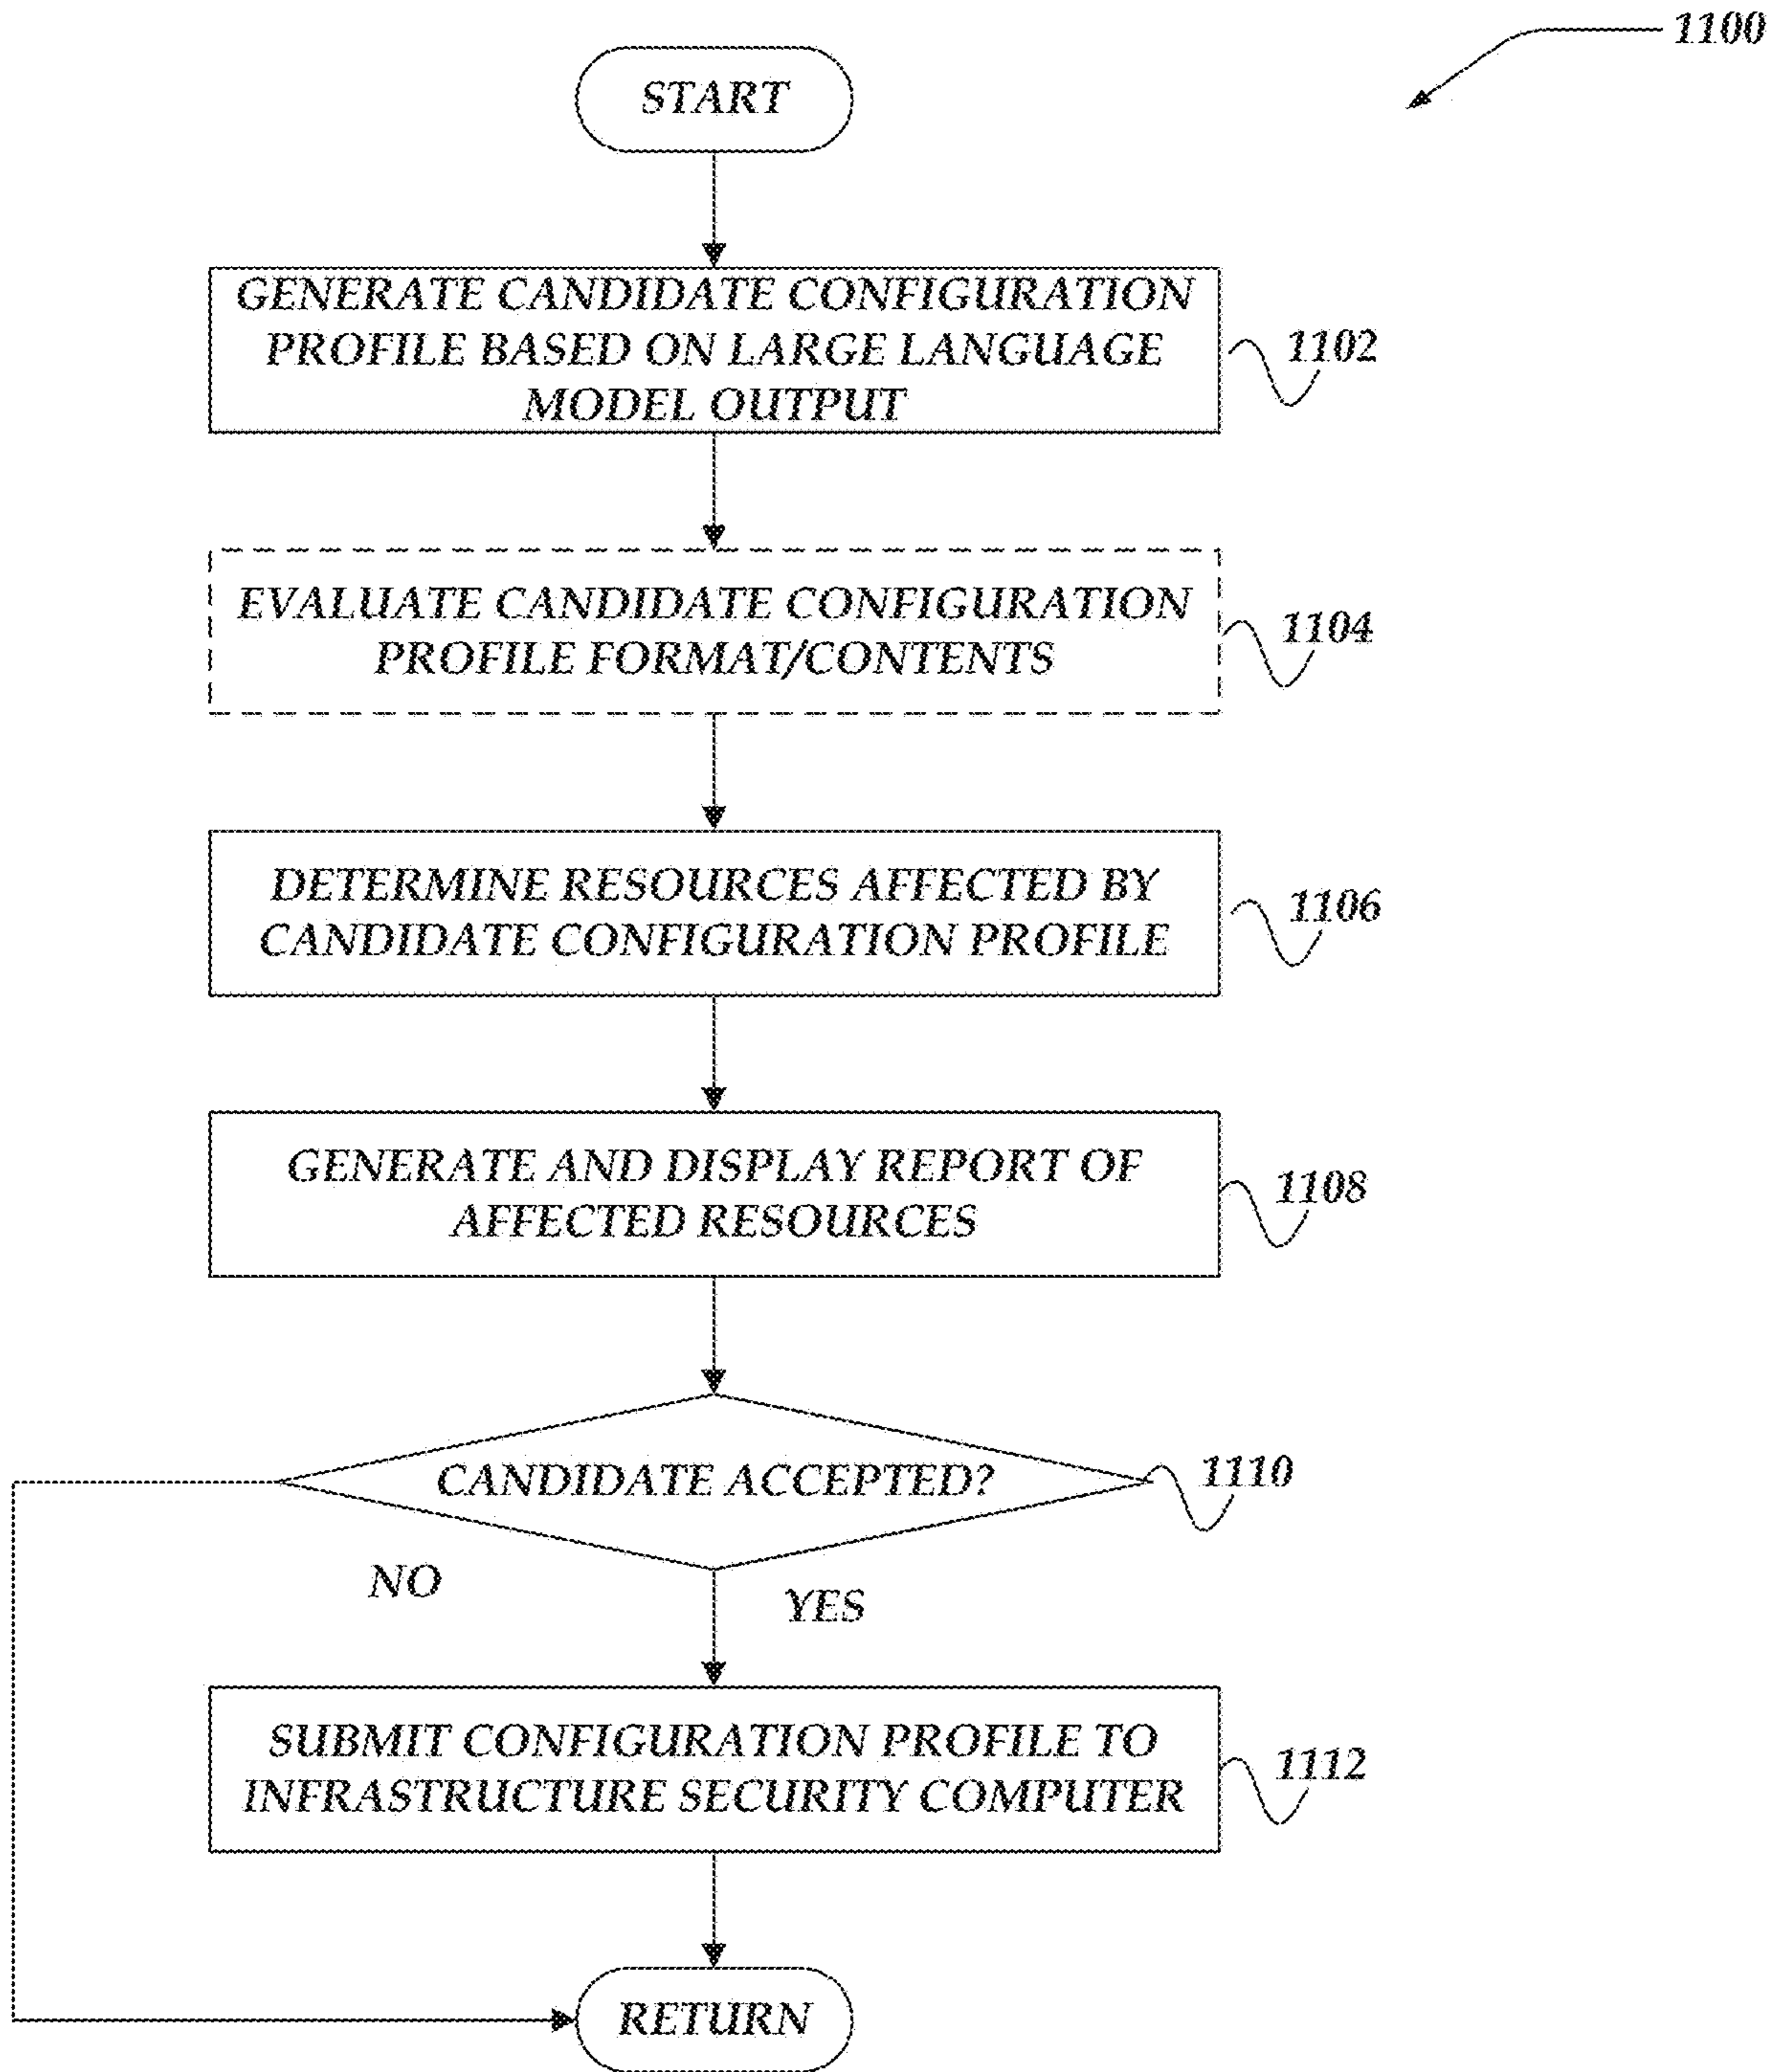 1100
START
GENERATE CANDIDATE CONFIGURATION
PROFILE BASED ON LARGE LANGUAGE
MODEL OUTPUT
1102
EVALUATE CANDIDATE CONFIGURATION
PROFILE FORMAT/CONTENTS
1104
DETERMINE RESOURCES AFFECTED BY
CANDIDATE CONFIGURATION PROFILE
1106
GENERATE AND DISPLAY REPORT OF
AFFECTED RESOURCES
1108
CANDIDATE ACCEPTED?
1110
NO
YES
SUBMIT CONFIGURATION PROFILE TO
INFRASTRUCTURE SECURITY COMPUTER
1112
RETURN